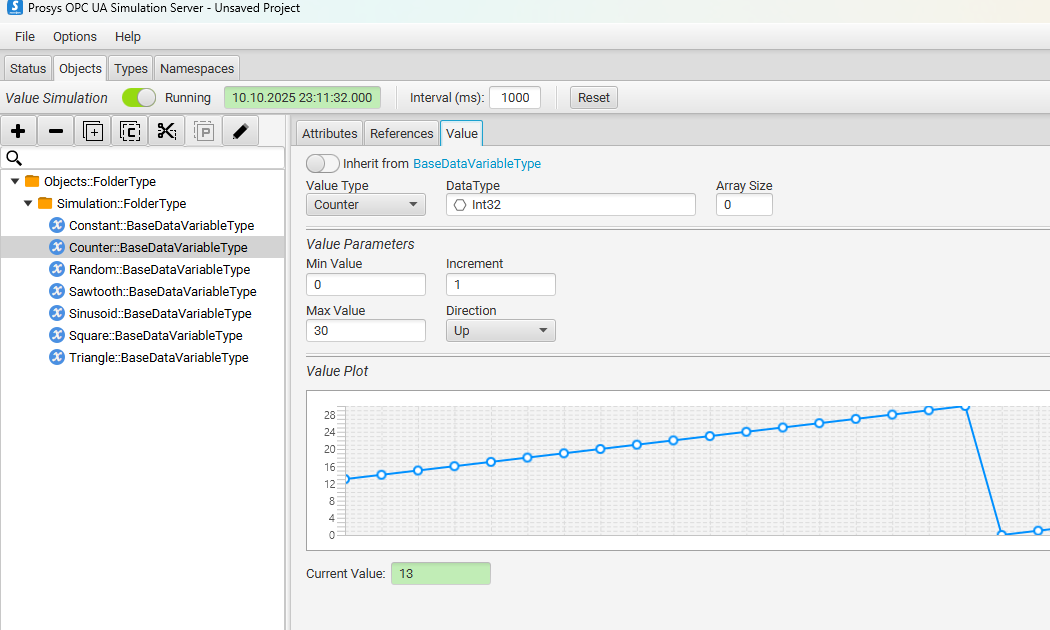 Prosys OPC UA Simulation Server - Unsaved Project
File Options Help
Status Objects Types Namespaces
Value Simulation Running 10.10.2025 23:11:32.000 Interval (ms): 1000 Reset
Attributes References Value
Inherit from BaseDataVariableType
Objects::FolderType
Simulation::FolderType
Constant::BaseDataVariableType
Counter::BaseDataVariableType
Random::BaseDataVariableType
Sawtooth::BaseDataVariableType
Sinusoid::BaseDataVariableType
Square::BaseDataVariableType
Triangle::BaseDataVariableType
Value Type DataType Array Size
Counter Int32 0
Value Parameters
Min Value Increment
0 1
Max Value Direction
30 Up
Value Plot
28
24
20
16
12
8
4
0
Current Value: 13